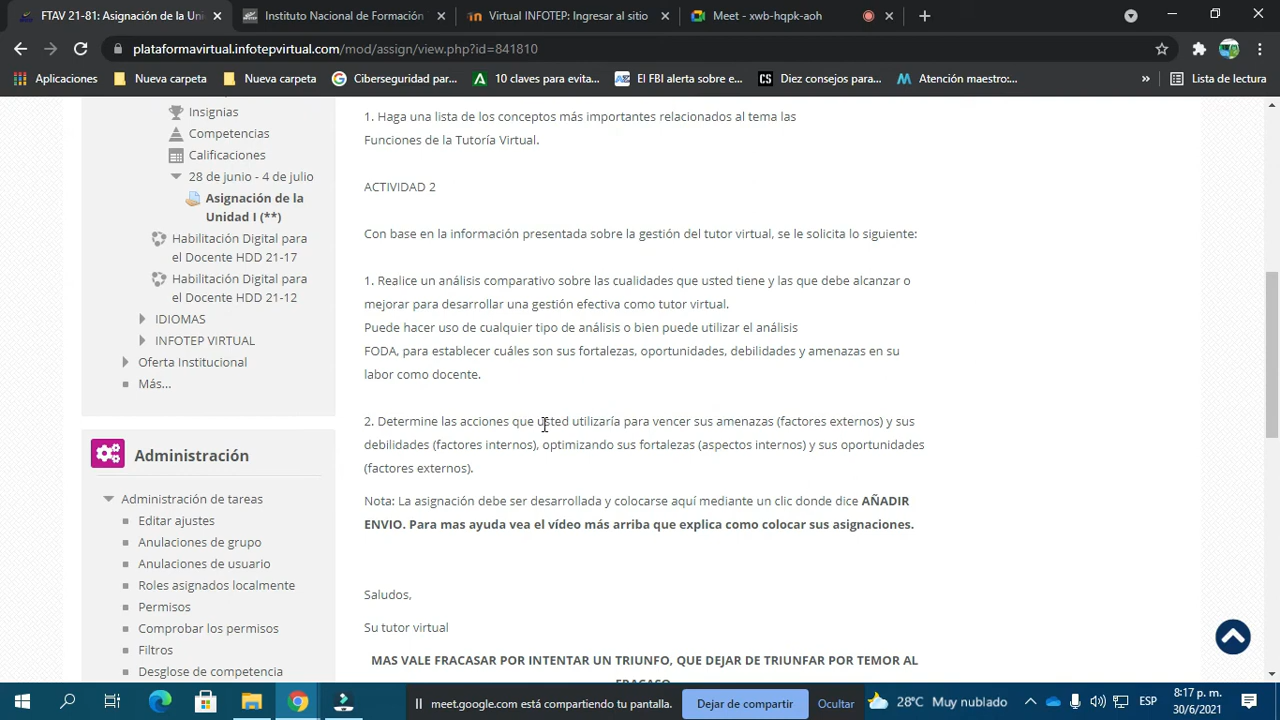 FTAV 21-81: Asignación de la Uni
Instituto Nacional de Formación
Virtual INFOTEP: Ingresar al sitio
Meet - xwb-hqpk-aoh
plataformavirtual.infotepvirtual.com/mod/assign/view.php?id=841810
Aplicaciones
Nueva carpeta
Nueva carpeta
Ciberseguridad par...
10 claves para evita...
El FBI alerta sobre e...
Diez consejos para...
Atención maestro:...
»
Lista de lectura
Insignias
Competencias
Calificaciones
28 de junio - 4 de julio
Asignación de la
Unidad I (**)
Habilitación Digital para
el Docente HDD 21-17
Habilitación Digital para
el Docente HDD 21-12
IDIOMAS
INFOTEP VIRTUAL
Oferta Institucional
Más...
Administración
Administración de tareas
Editar ajustes
Anulaciones de grupo
Anulaciones de usuario
Roles asignados localmente
Permisos
Comprobar los permisos
Filtros
Desglose de competencia
1. Haga una lista de los conceptos más importantes relacionados al tema las
Funciones de la Tutoría Virtual.
ACTIVIDAD 2
Con base en la información presentada sobre la gestión del tutor virtual, se le solicita lo siguiente:
1. Realice un análisis comparativo sobre las cualidades que usted tiene y las que debe alcanzar o
mejorar para desarrollar una gestión efectiva como tutor virtual.
Puede hacer uso de cualquier tipo de análisis o bien puede utilizar el análisis
FODA, para establecer cuáles son sus fortalezas, oportunidades, debilidades y amenazas en su
labor como docente.
2. Determine las acciones que usted utilizaría para vencer sus amenazas (factores externos) y sus
debilidades (factores internos), optimizando sus fortalezas (aspectos internos) y sus oportunidades
(factores externos).
Nota: La asignación debe ser desarrollada y colocarse aquí mediante un clic donde dice AÑADIR
ENVIO. Para mas ayuda vea el vídeo más arriba que explica como colocar sus asignaciones.
Saludos,
Su tutor virtual
MAS VALE FRACASAR POR INTENTAR UN TRIUNFO, QUE DEJAR DE TRIUNFAR POR TEMOR AL
FRACASO
meet.google.com está compartiendo tu pantalla.
Dejar de compartir
Ocultar
28°C Muy nublado
ESP
8:17 p. m.
30/6/2021